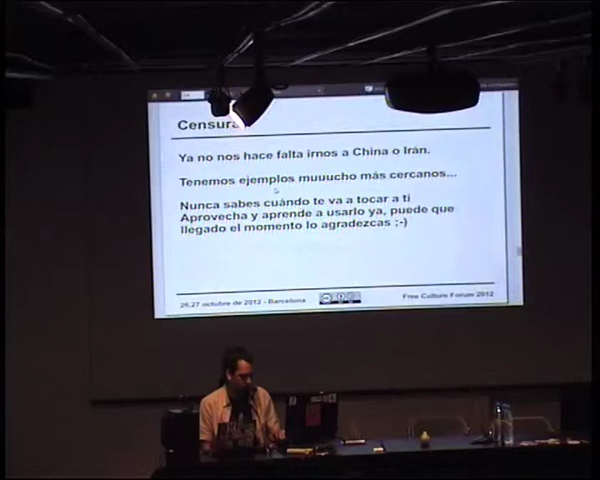 Censura
Ya no nos hace falta irnos a China o Irán.
Tenemos ejemplos muuucho más cercanos...
Nunca sabes cuándo te va a tocar a ti
Aprovecha y aprende a usarlo ya, puede que
llegado el momento lo agradezcas ;-)
26,27 octubre de 2012 - Barcelona
Free Culture Forum 2012